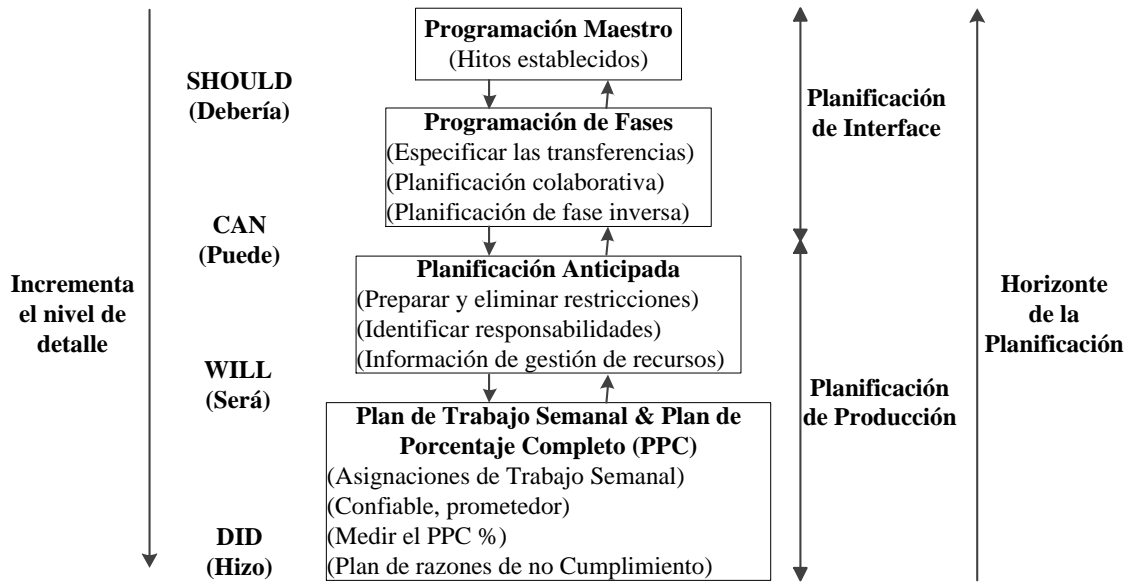 Programación Maestro
(Hitos establecidos)
SHOULD
(Debería)
Planificación
de Interface
Programación de Fases
(Especificar las transferencias)
(Planificación colaborativa)
(Planificación de fase inversa)
CAN
(Puede)
Incrementa
el nivel de
detalle
Planificación Anticipada
(Preparar y eliminar restricciones)
(Identificar responsabilidades)
(Información de gestión de recursos)
Horizonte
de la
Planificación
WILL
(Será)
Planificación
de Producción
Plan de Trabajo Semanal & Plan de
Porcentaje Completo (PPC)
(Asignaciones de Trabajo Semanal)
(Confiable, prometedor)
(Medir el PPC %)
(Plan de razones de no Cumplimiento)
DID
(Hizo)